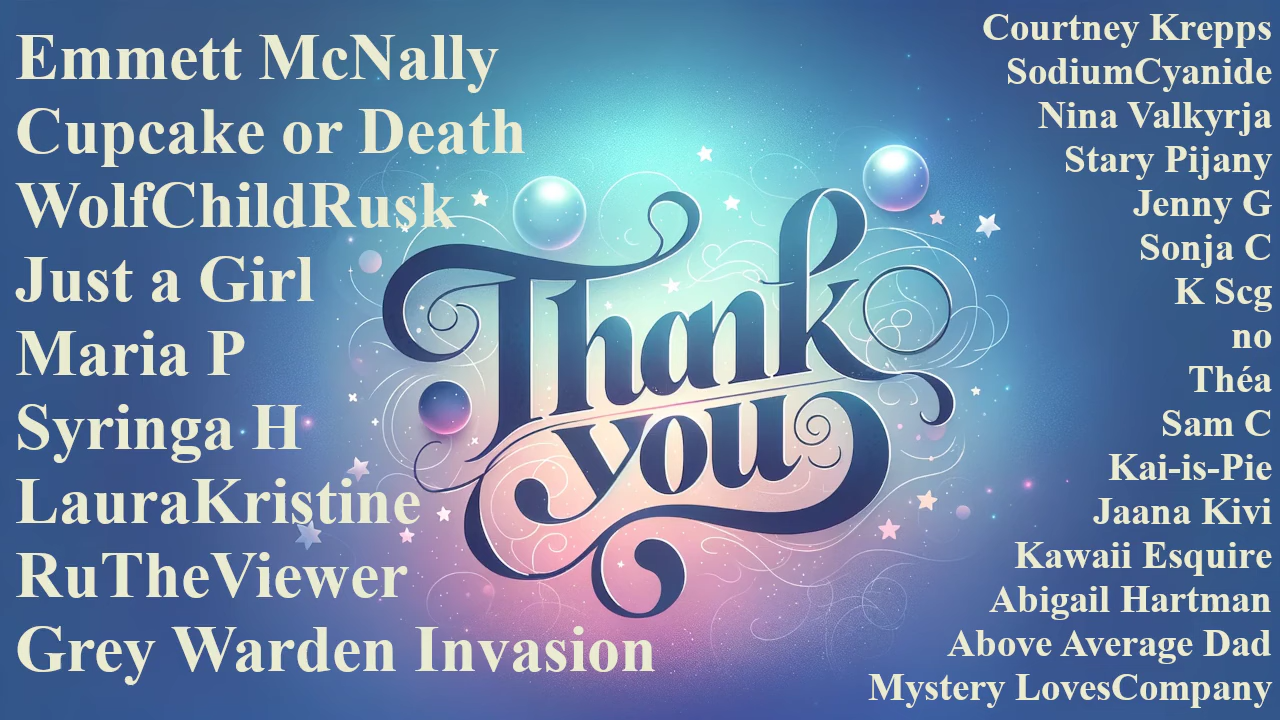 Emmett McNally
Cupcake or Death
WolfChildRusk
Just a Girl
Maria P
Syringa H
LauraKristine
RuTheViewer
Grey Warden Invasion
Thank
you
Courtney Krepps
SodiumCyanide
Nina Valkyrja
Stary Pijany
Jenny G
Sonja C
K Scg
no
Théa
Sam C
Kai-is-Pie
Jaana Kivi
Kawaii Esquire
Abigail Hartman
Above Average Dad
Mystery LovesCompany